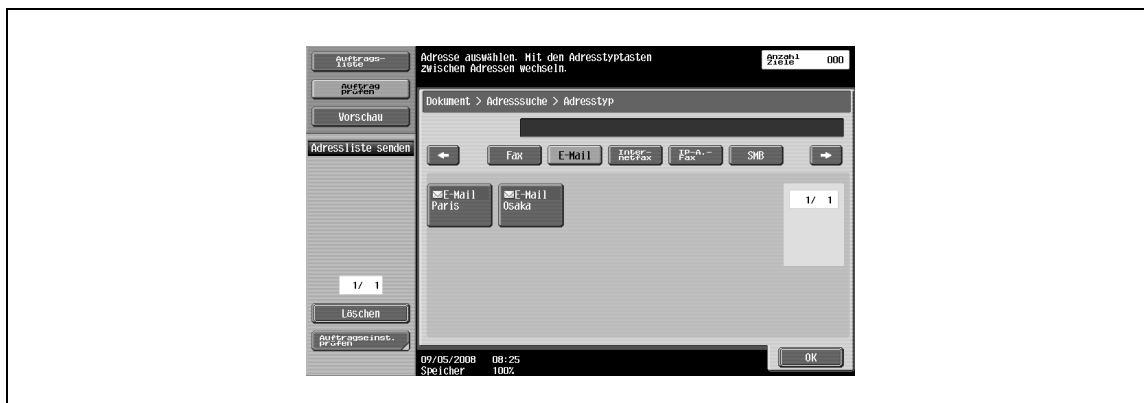 Auftrags-
liste
Auftrag
prüfen
Vorschau
Adressliste senden
1/ 1
Löschen
Auftragseinst.
prüfen
Adresse auswählen. Mit den Adresstyptasten
zwischen Adressen wechseln.
Anzahl
Ziele
000
Dokument > Adresssuche > Adresstyp
Fax
E-Mail
Inter-
netfax
IP-A.-
Fax
SMB
E-Mail
Paris
E-Mail
Osaka
1/ 1
09/05/2008 08:25
Speicher 100%
OK